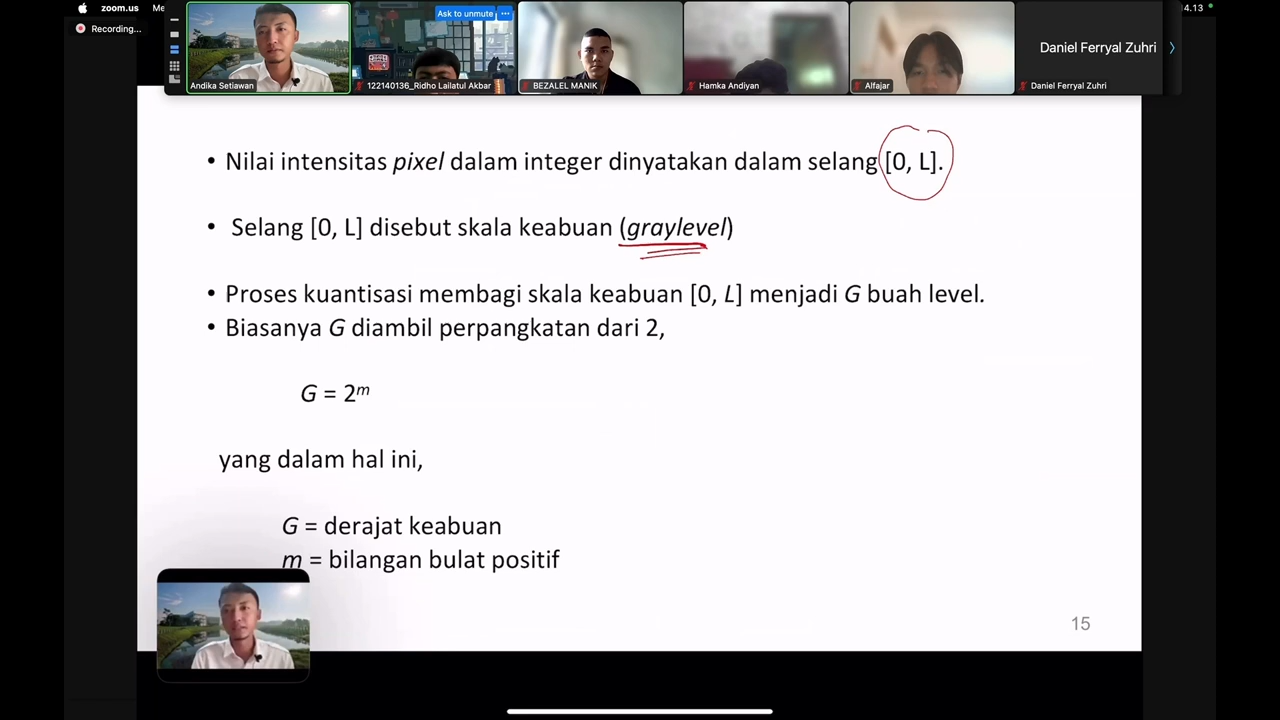 zoom.us Me
4.13
Recording...
Ask to unmute ...
Andika Setiawan
122140136_Ridho Lailatul Akbar
BEZALEL MANIK
Hamka Andiyan
Alfajar
Daniel Ferryal Zuhri
Daniel Ferryal Zuhri
• Nilai intensitas pixel dalam integer dinyatakan dalam selang [0, L].
• Selang [0, L] disebut skala keabuan (graylevel)
• Proses kuantisasi membagi skala keabuan [0, L] menjadi G buah level.
• Biasanya G diambil perpangkatan dari 2,
G = 2ᵐ
yang dalam hal ini,
G = derajat keabuan
m = bilangan bulat positif
15